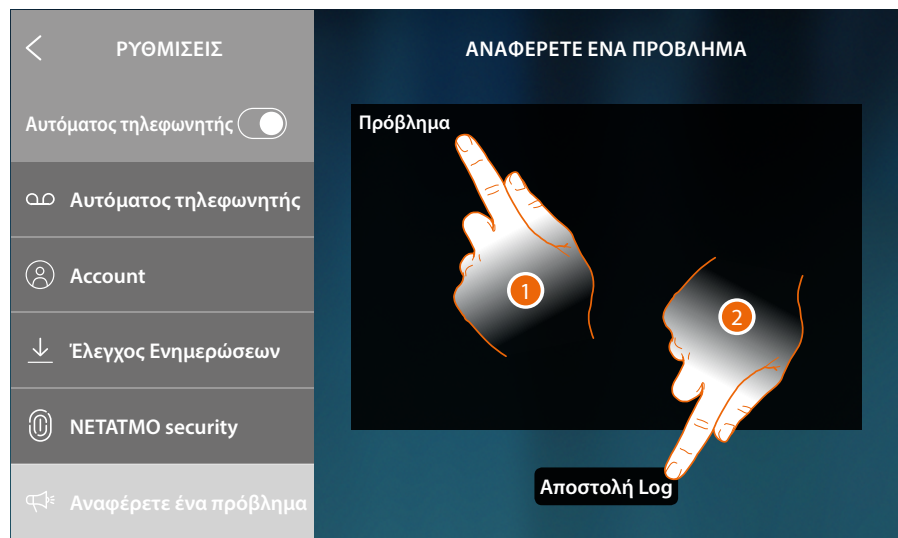 ΡΥΘΜΙΣΕΙΣ
Αυτόματος τηλεφωνητής
Αυτόματος τηλεφωνητής
Account
Έλεγχος Ενημερώσεων
NETATMO security
Αναφέρετε ένα πρόβλημα
ΑΝΑΦΕΡΕΤΕ ΕΝΑ ΠΡΟΒΛΗΜΑ
Πρόβλημα
1
2
Αποστολή Log